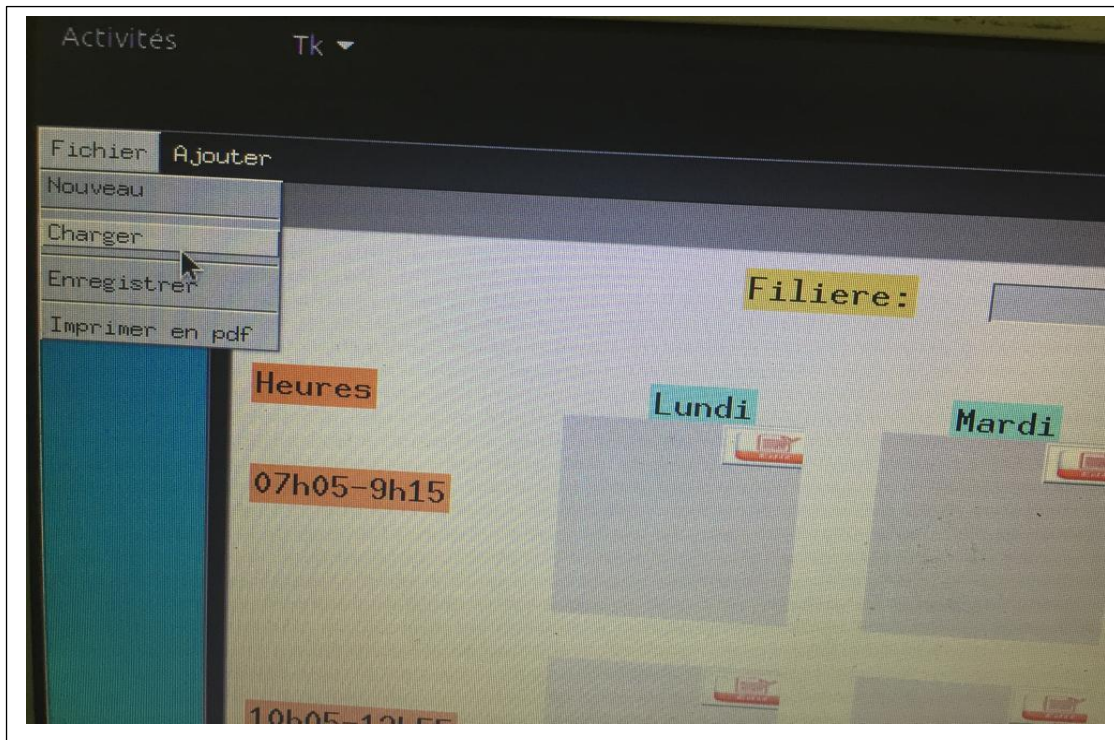 Activités Tk
Fichier Ajouter
Nouveau
Charger
Enregistrer
Imprimer en pdf
Filiere:
Heures Lundi Mardi
07h05-9h15